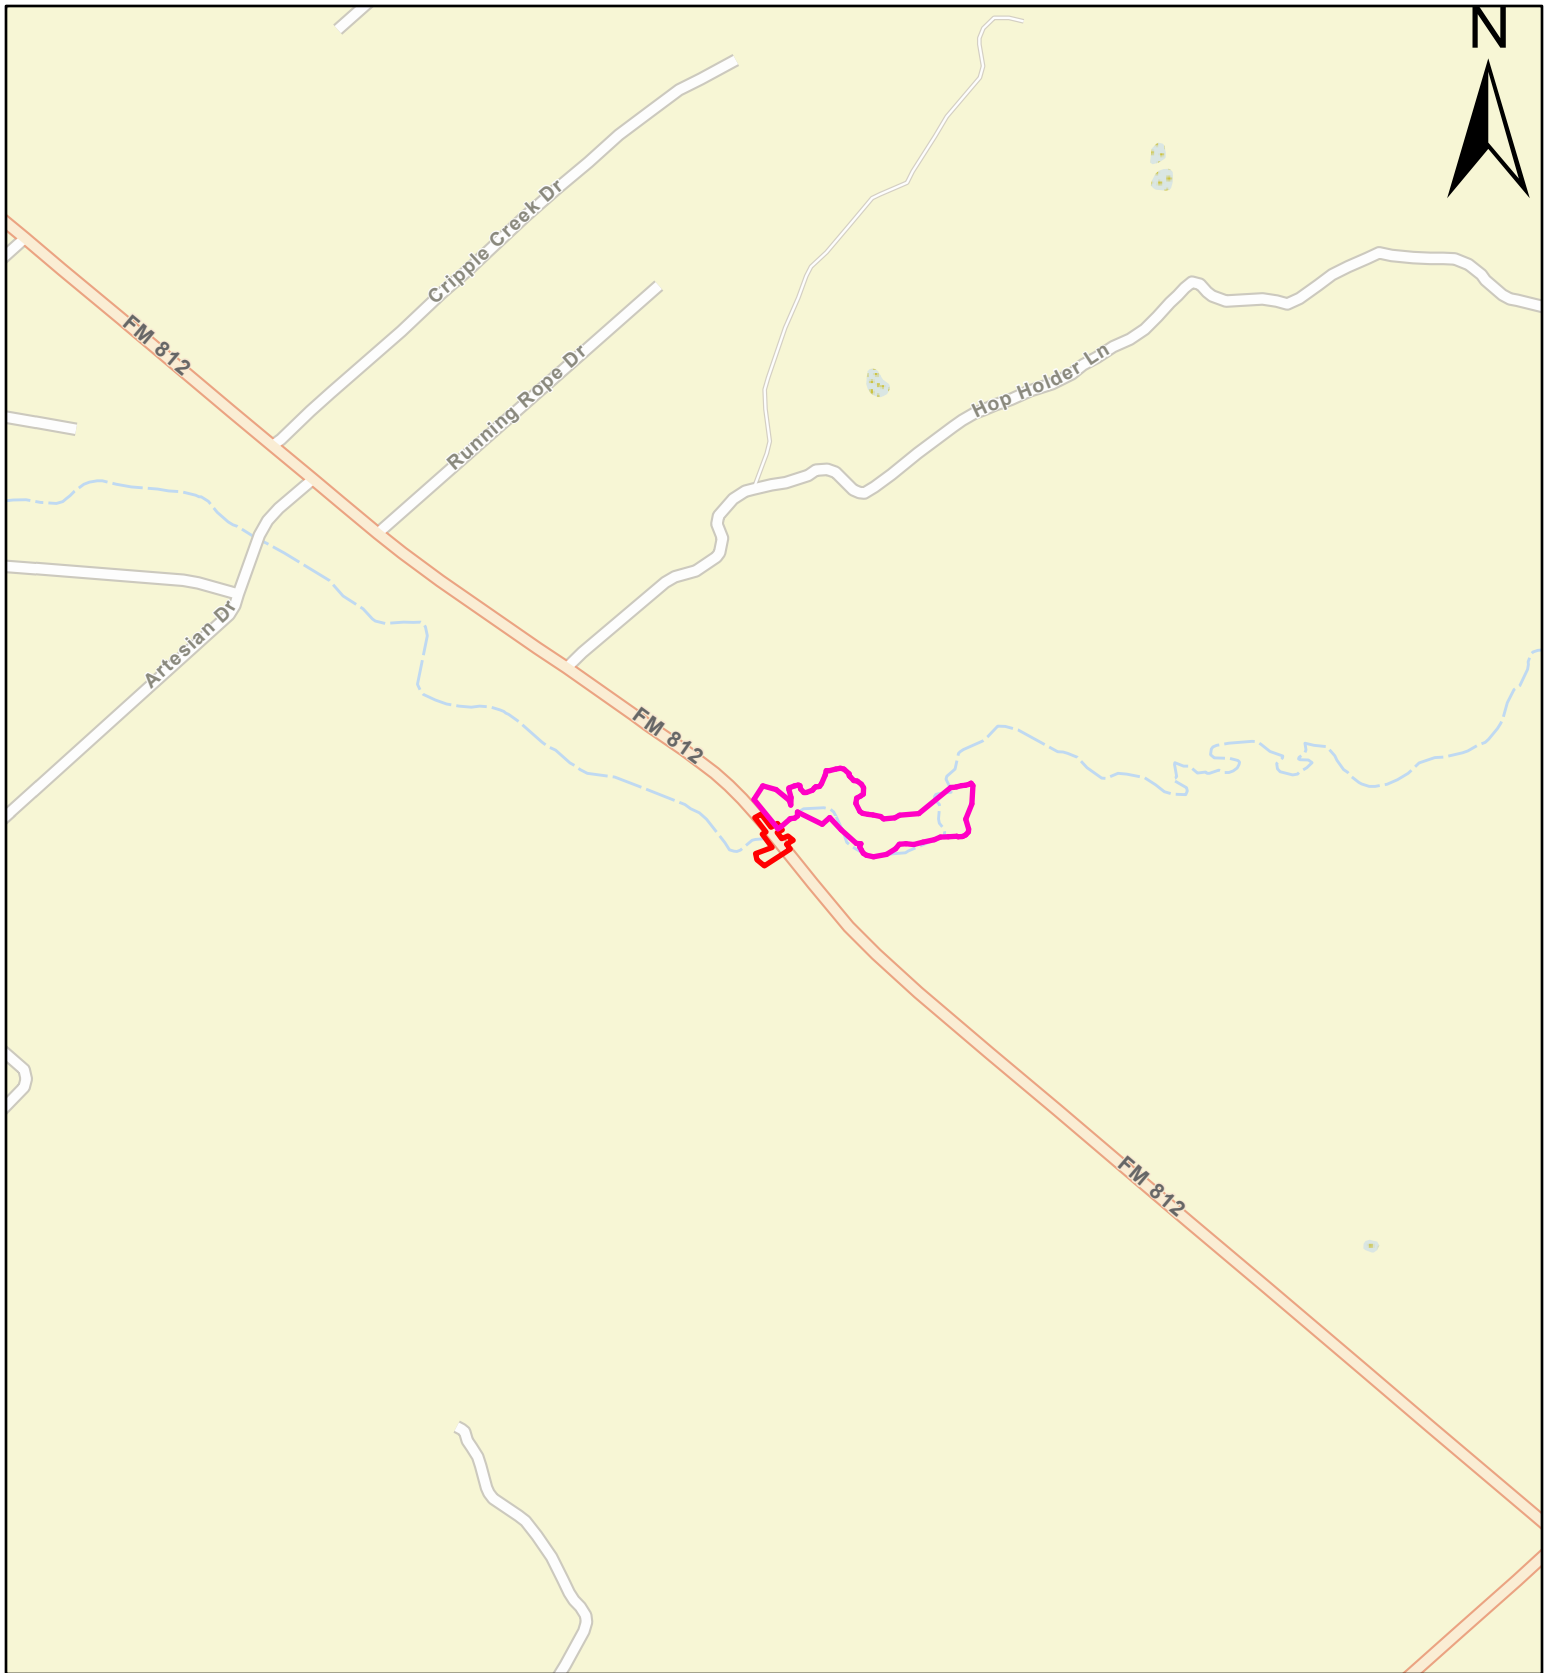 N
Cripple Creek Dr
FM 812
Running Rope Dr
Hop Holder Ln
Artesian Dr
FM 812
FM 812